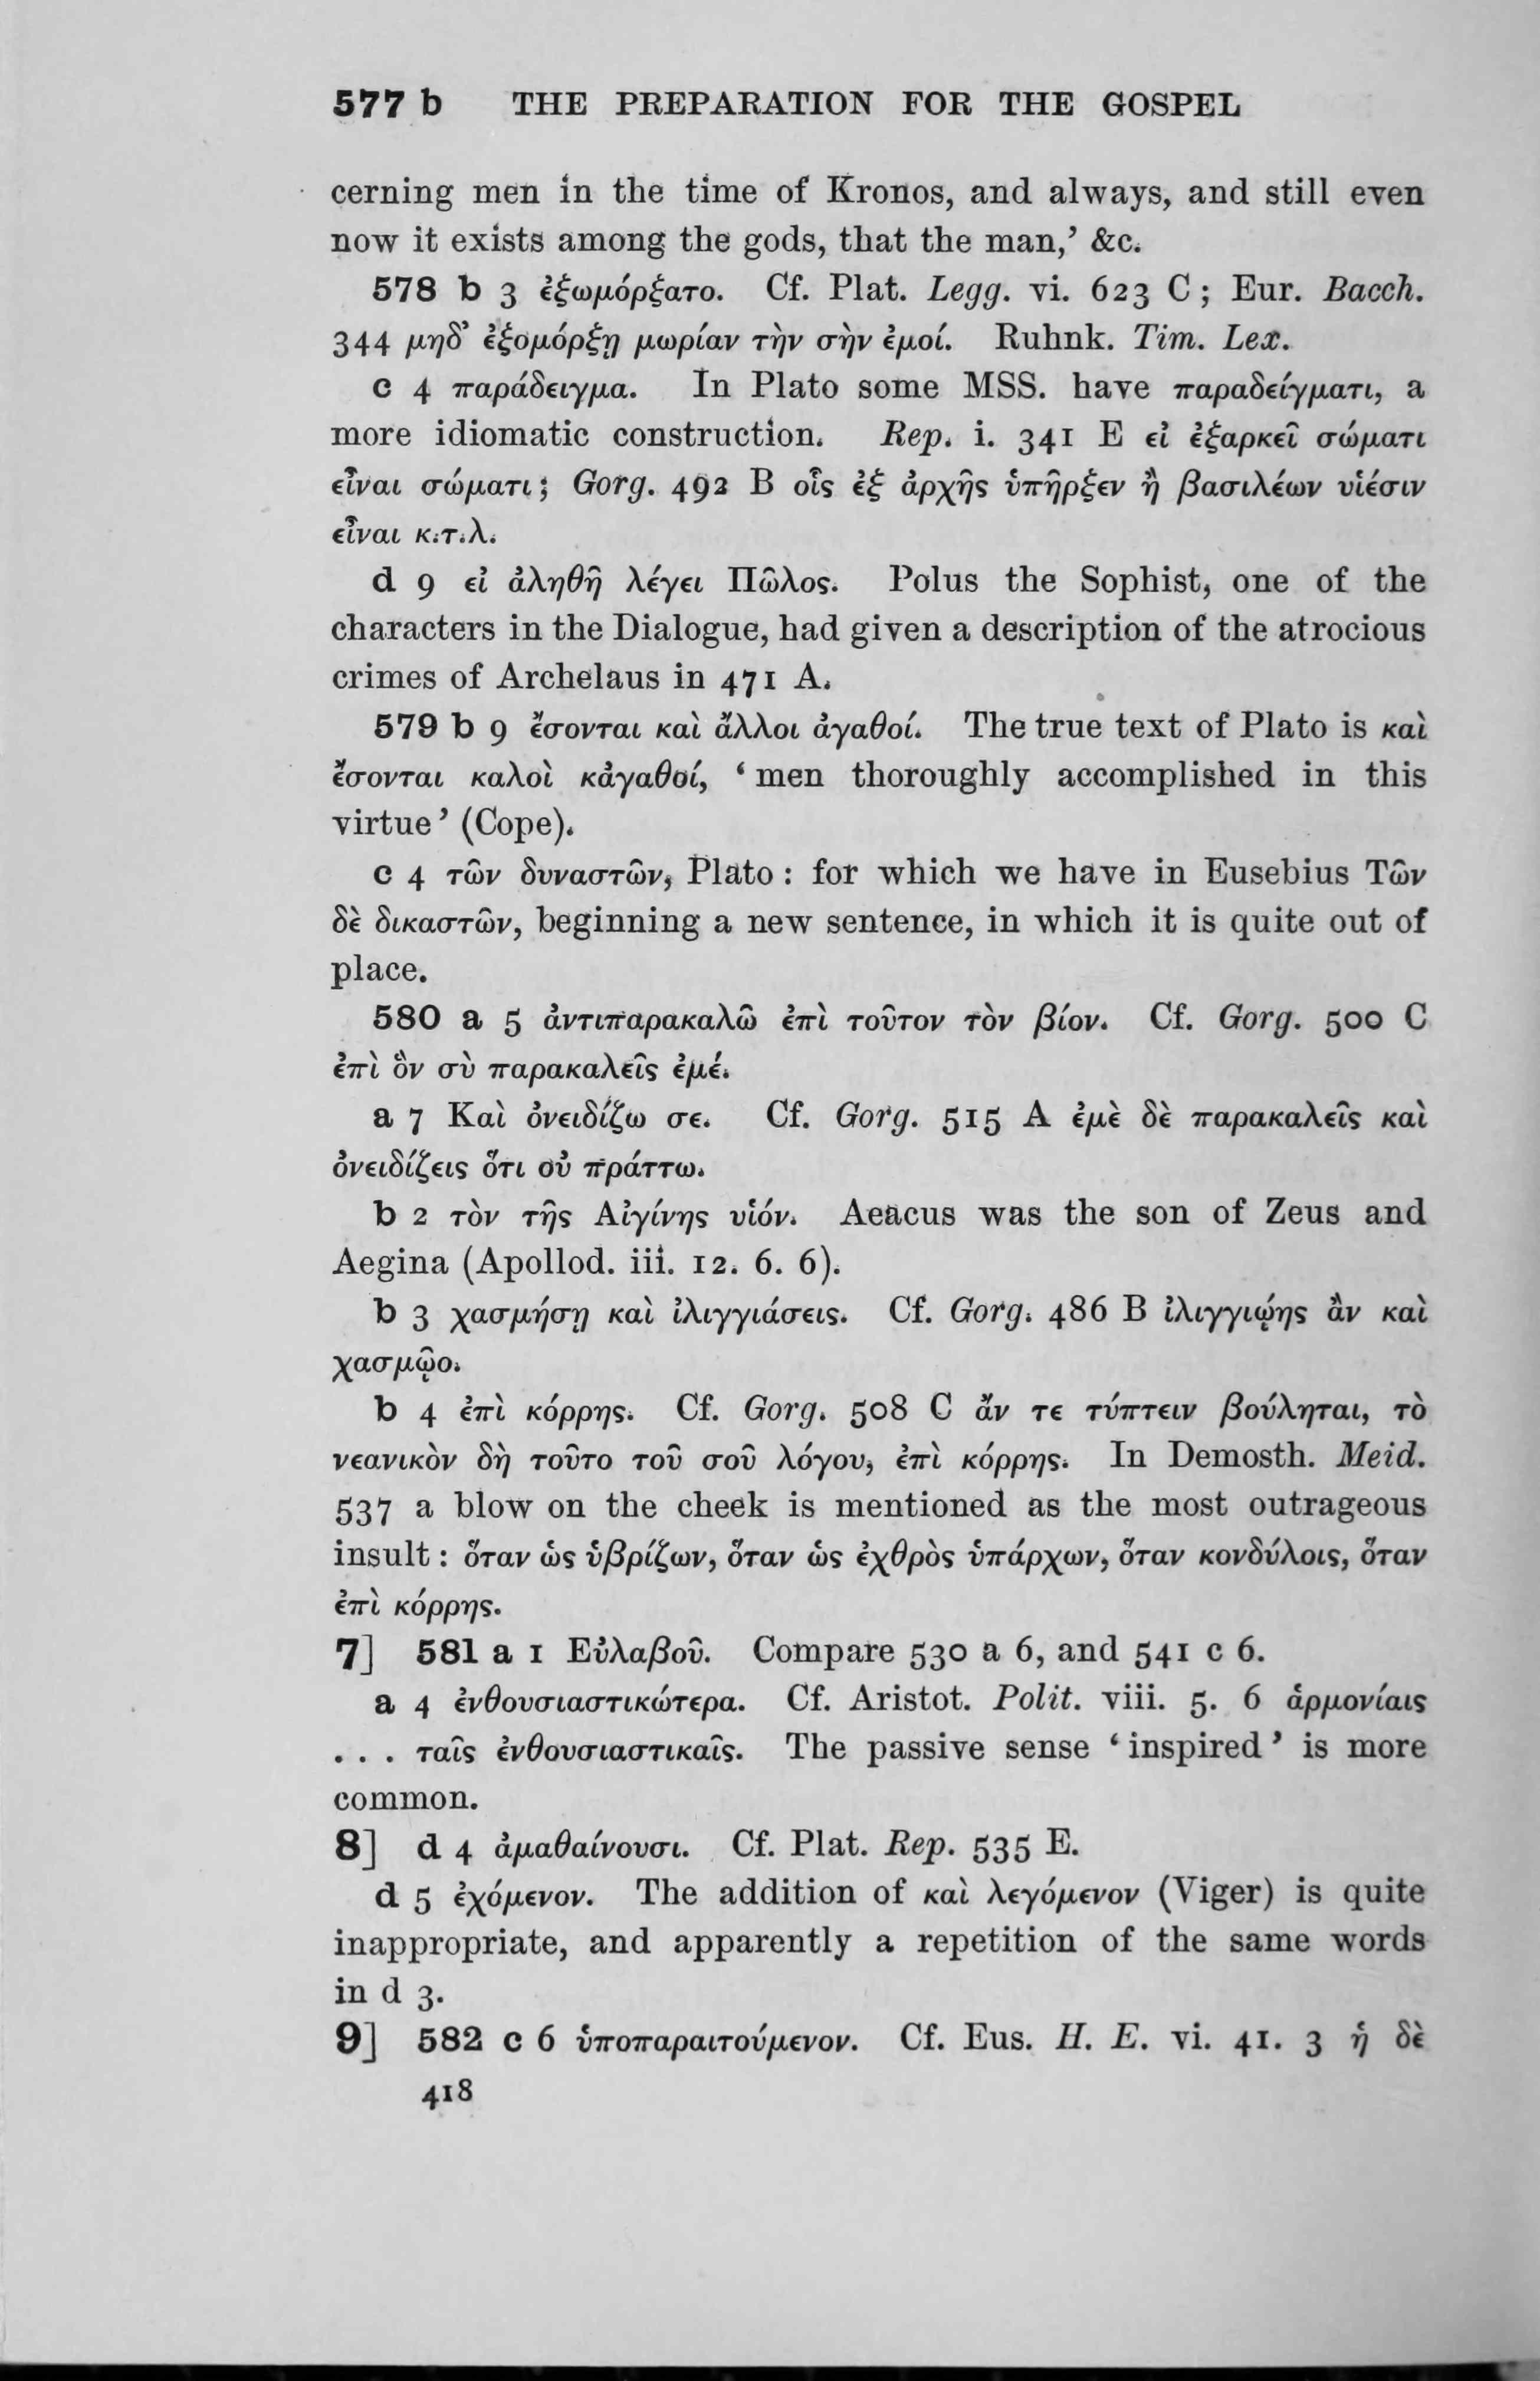 577 b THE PREPARATION FOR THE GOSPEL
cerning men in the time of Kronos, and always, and still even
now it exists among the gods, that the man,’ &c.
578 b 3 ἐξωμόρξατο. Cf. Plat. Legg. vi. 623 C; Eur. Bacch.
344 μηδ’ ἐξομόρξῃ μωρίαν τὴν σὴν ἐμοί. Ruhnk. Tim. Lex.
c 4 παράδειγμα. In Plato some MSS. have παραδείγματι, a
more idiomatic construction. Rep. i. 341 E εἰ ἐξαρκεῖ σώματι
εἶναι σώματι; Gorg. 492 B οἷς ἐξ ἀρχῆς ὑπῆρξεν ἢ βασιλέων υἱέσιν
εἶναι κ.τ.λ.
d 9 εἰ ἀληθῆ λέγει Πῶλος. Polus the Sophist, one of the
characters in the Dialogue, had given a description of the atrocious
crimes of Archelaus in 471 A.
579 b 9 ἔσονται καὶ ἄλλοι ἀγαθοί. The true text of Plato is καὶ
ἔσονται καλοὶ κἀγαθοί, ‘men thoroughly accomplished in this
virtue’ (Cope).
c 4 τῶν δυναστῶν, Plato: for which we have in Eusebius Τῶν
δὲ δικαστῶν, beginning a new sentence, in which it is quite out of
place.
580 a 5 ἀντιπαρακαλῶ ἐπὶ τοῦτον τὸν βίον. Cf. Gorg. 500 C
ἐπὶ ὃν σὺ παρακαλεῖς ἐμέ.
a 7 Καὶ ὀνειδίζω σε. Cf. Gorg. 515 A ἐμὲ δὲ παρακαλεῖς καὶ
ὀνειδίζεις ὅτι οὐ πράττω.
b 2 τὸν τῆς Αἰγίνης υἱόν. Aeacus was the son of Zeus and
Aegina (Apollod. iii. 12. 6. 6).
b 3 χασμήσῃ καὶ ἰλιγγιάσεις. Cf. Gorg. 486 B ἰλιγγιῴης ἂν καὶ
χασμῷο.
b 4 ἐπὶ κόρρης. Cf. Gorg. 508 C ἄν τε τύπτειν βούληται, τὸ
νεανικὸν δὴ τοῦτο τοῦ σοῦ λόγου, ἐπὶ κόρρης. In Demosth. Meid.
537 a blow on the cheek is mentioned as the most outrageous
insult: ὅταν ὡς ὑβρίζων, ὅταν ὡς ἐχθρὸς ὑπάρχων, ὅταν κονδύλοις, ὅταν
ἐπὶ κόρρης.
7] 581 a 1 Εὐλαβοῦ. Compare 530 a 6, and 541 c 6.
a 4 ἐνθουσιαστικώτερα. Cf. Aristot. Polit. viii. 5. 6 ἁρμονίαις
. . . ταῖς ἐνθουσιαστικαῖς. The passive sense ‘inspired’ is more
common.
8] d 4 ἀμαθαίνουσι. Cf. Plat. Rep. 535 E.
d 5 ἐχόμενον. The addition of καὶ λεγόμενον (Viger) is quite
inappropriate, and apparently a repetition of the same words
in d 3.
9] 582 c 6 ὑποπαραιτούμενον. Cf. Eus. H. E. vi. 41. 3 ἡ δὲ
418